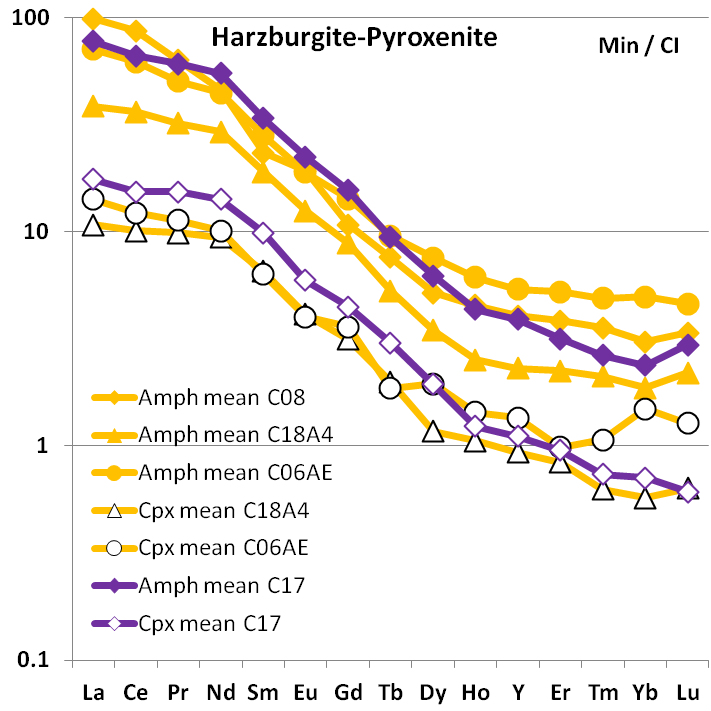 100
Harzburgite-Pyroxenite
Min / CI
10
Amph mean C08
Amph mean C18A4
Amph mean C06AE
1
Cpx mean C18A4
Cpx mean C06AE
Amph mean C17
Cpx mean C17
0.1
La Ce Pr Nd Sm Eu Gd Tb Dy Ho Y Er Tm Yb Lu